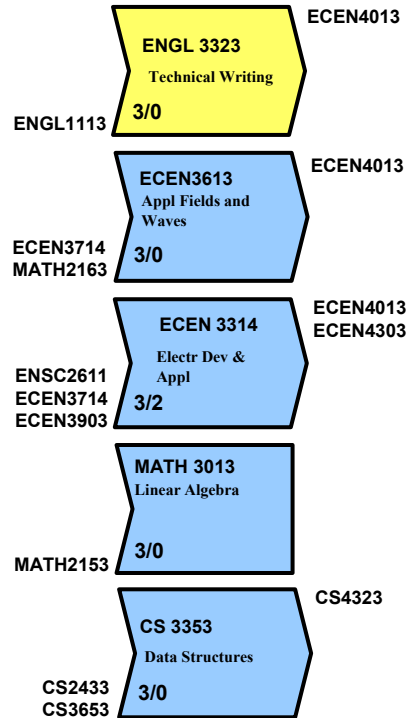 ECEN4013
ENGL 3323
Technical Writing
3/0
ENGL1113
ECEN4013
ECEN3613
Appl Fields and
Waves
ECEN3714
MATH2163
3/0
ECEN4013
ECEN4303
ECEN 3314
Electr Dev &
Appl
ENSC2611
ECEN3714
ECEN3903
3/2
MATH 3013
Linear Algebra
3/0
MATH2153
CS4323
CS 3353
Data Structures
CS2433
CS3653
3/0